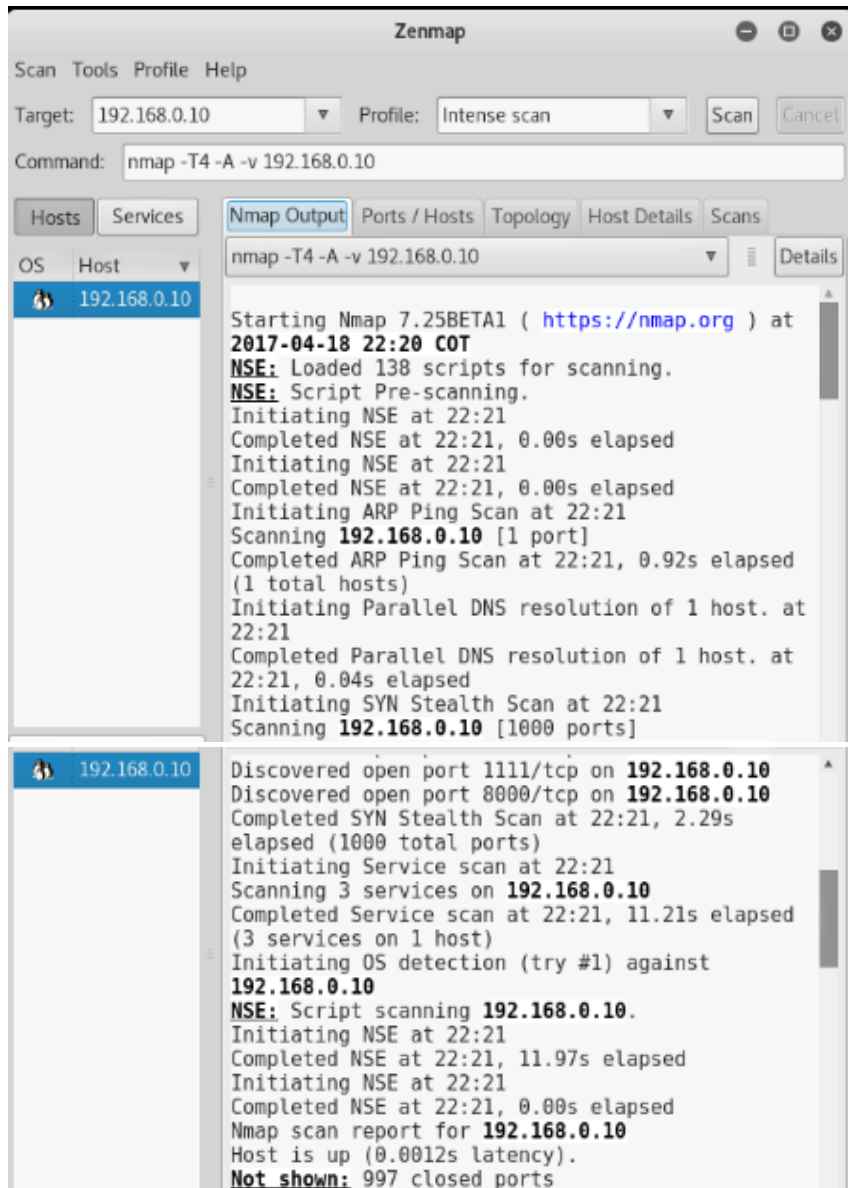 Zenmap
Scan Tools Profile Help
Target: 192.168.0.10 Profile: Intense scan Scan Cancel
Command: nmap -T4 -A -v 192.168.0.10
Hosts Services Nmap Output Ports / Hosts Topology Host Details Scans
OS Host nmap -T4 -A -v 192.168.0.10 Details
192.168.0.10
Starting Nmap 7.25BETA1 ( https://nmap.org ) at
2017-04-18 22:20 COT
NSE: Loaded 138 scripts for scanning.
NSE: Script Pre-scanning.
Initiating NSE at 22:21
Completed NSE at 22:21, 0.00s elapsed
Initiating NSE at 22:21
Completed NSE at 22:21, 0.00s elapsed
Initiating ARP Ping Scan at 22:21
Scanning 192.168.0.10 [1 port]
Completed ARP Ping Scan at 22:21, 0.92s elapsed
(1 total hosts)
Initiating Parallel DNS resolution of 1 host. at
22:21
Completed Parallel DNS resolution of 1 host. at
22:21, 0.04s elapsed
Initiating SYN Stealth Scan at 22:21
Scanning 192.168.0.10 [1000 ports]
192.168.0.10
Discovered open port 1111/tcp on 192.168.0.10
Discovered open port 8000/tcp on 192.168.0.10
Completed SYN Stealth Scan at 22:21, 2.29s
elapsed (1000 total ports)
Initiating Service scan at 22:21
Scanning 3 services on 192.168.0.10
Completed Service scan at 22:21, 11.21s elapsed
(3 services on 1 host)
Initiating OS detection (try #1) against
192.168.0.10
NSE: Script scanning 192.168.0.10.
Initiating NSE at 22:21
Completed NSE at 22:21, 11.97s elapsed
Initiating NSE at 22:21
Completed NSE at 22:21, 0.00s elapsed
Nmap scan report for 192.168.0.10
Host is up (0.0012s latency).
Not shown: 997 closed ports